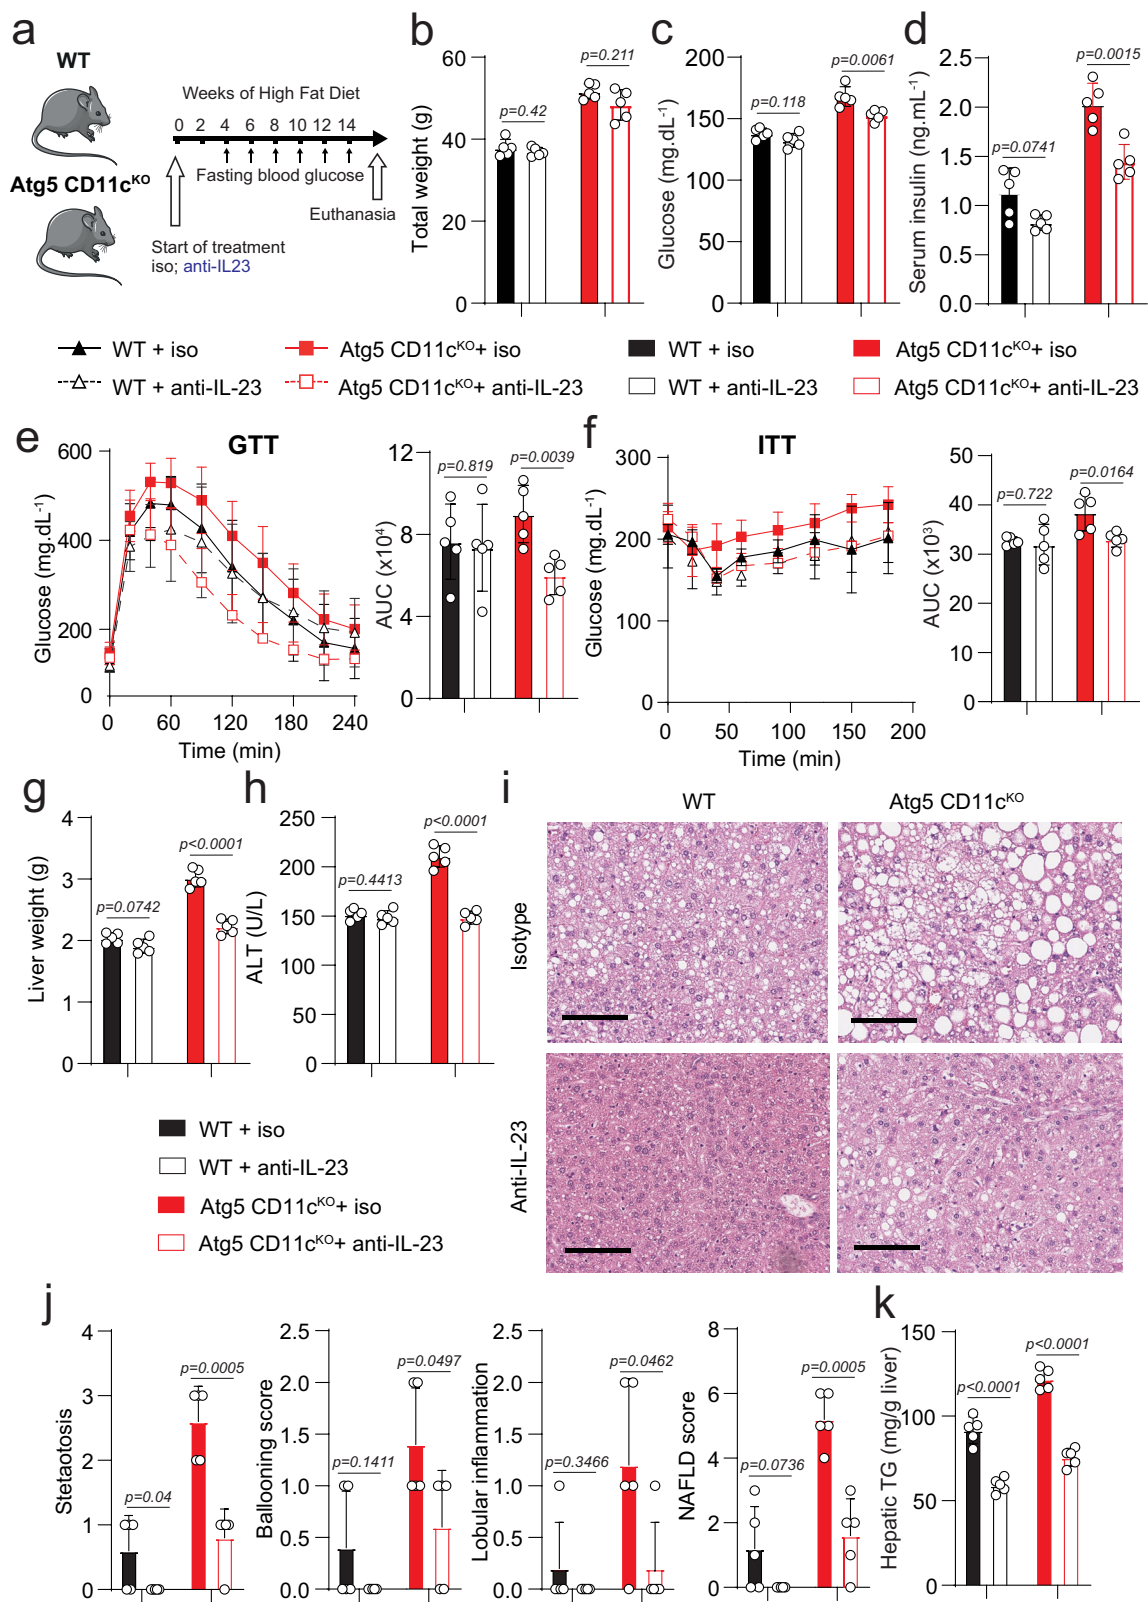 a
WT
Weeks of High Fat Diet
0 2 4 6 8 10 12 14
Atg5 CD11cᴷᴼ
Fasting blood glucose
Euthanasia
Start of treatment
iso; anti-IL23
b
Total weight (g)
60
40
20
0
p=0.42
p=0.211
c
Glucose (mg.dL⁻¹)
200
150
100
50
0
p=0.118
p=0.0061
d
Serum insulin (ng.mL⁻¹)
2.5
2.0
1.5
1.0
0.5
0.0
p=0.0741
p=0.0015
WT + iso
Atg5 CD11cᴷᴼ+ iso
WT + iso
Atg5 CD11cᴷᴼ+ iso
WT + anti-IL-23
Atg5 CD11cᴷᴼ+ anti-IL-23
WT + anti-IL-23
Atg5 CD11cᴷᴼ+ anti-IL-23
e
GTT
Glucose (mg.dL⁻¹)
600
400
200
0
0 60 120 180 240
Time (min)
AUC (x10⁴)
12
8
4
0
p=0.819
p=0.0039
f
ITT
Glucose (mg.dL⁻¹)
300
200
100
0
0 50 100 150 200
Time (min)
AUC (x10³)
50
40
30
20
10
0
p=0.722
p=0.0164
g
Liver weight (g)
4
3
2
1
0
p=0.0742
p<0.0001
h
ALT (U/L)
250
200
150
100
50
0
p=0.4413
p<0.0001
WT + iso
WT + anti-IL-23
Atg5 CD11cᴷᴼ+ iso
Atg5 CD11cᴷᴼ+ anti-IL-23
i
WT
Atg5 CD11cᴷᴼ
Isotype
Anti-IL-23
j
Stetaotosis
4
3
2
1
0
p=0.04
p=0.0005
Ballooning score
2.5
2.0
1.5
1.0
0.5
0.0
p=0.1411
p=0.0497
Lobular inflammation
2.5
2.0
1.5
1.0
0.5
0.0
p=0.3466
p=0.0462
NAFLD score
8
6
4
2
0
p=0.0736
p=0.0005
k
Hepatic TG (mg/g liver)
150
100
50
0
p<0.0001
p<0.0001